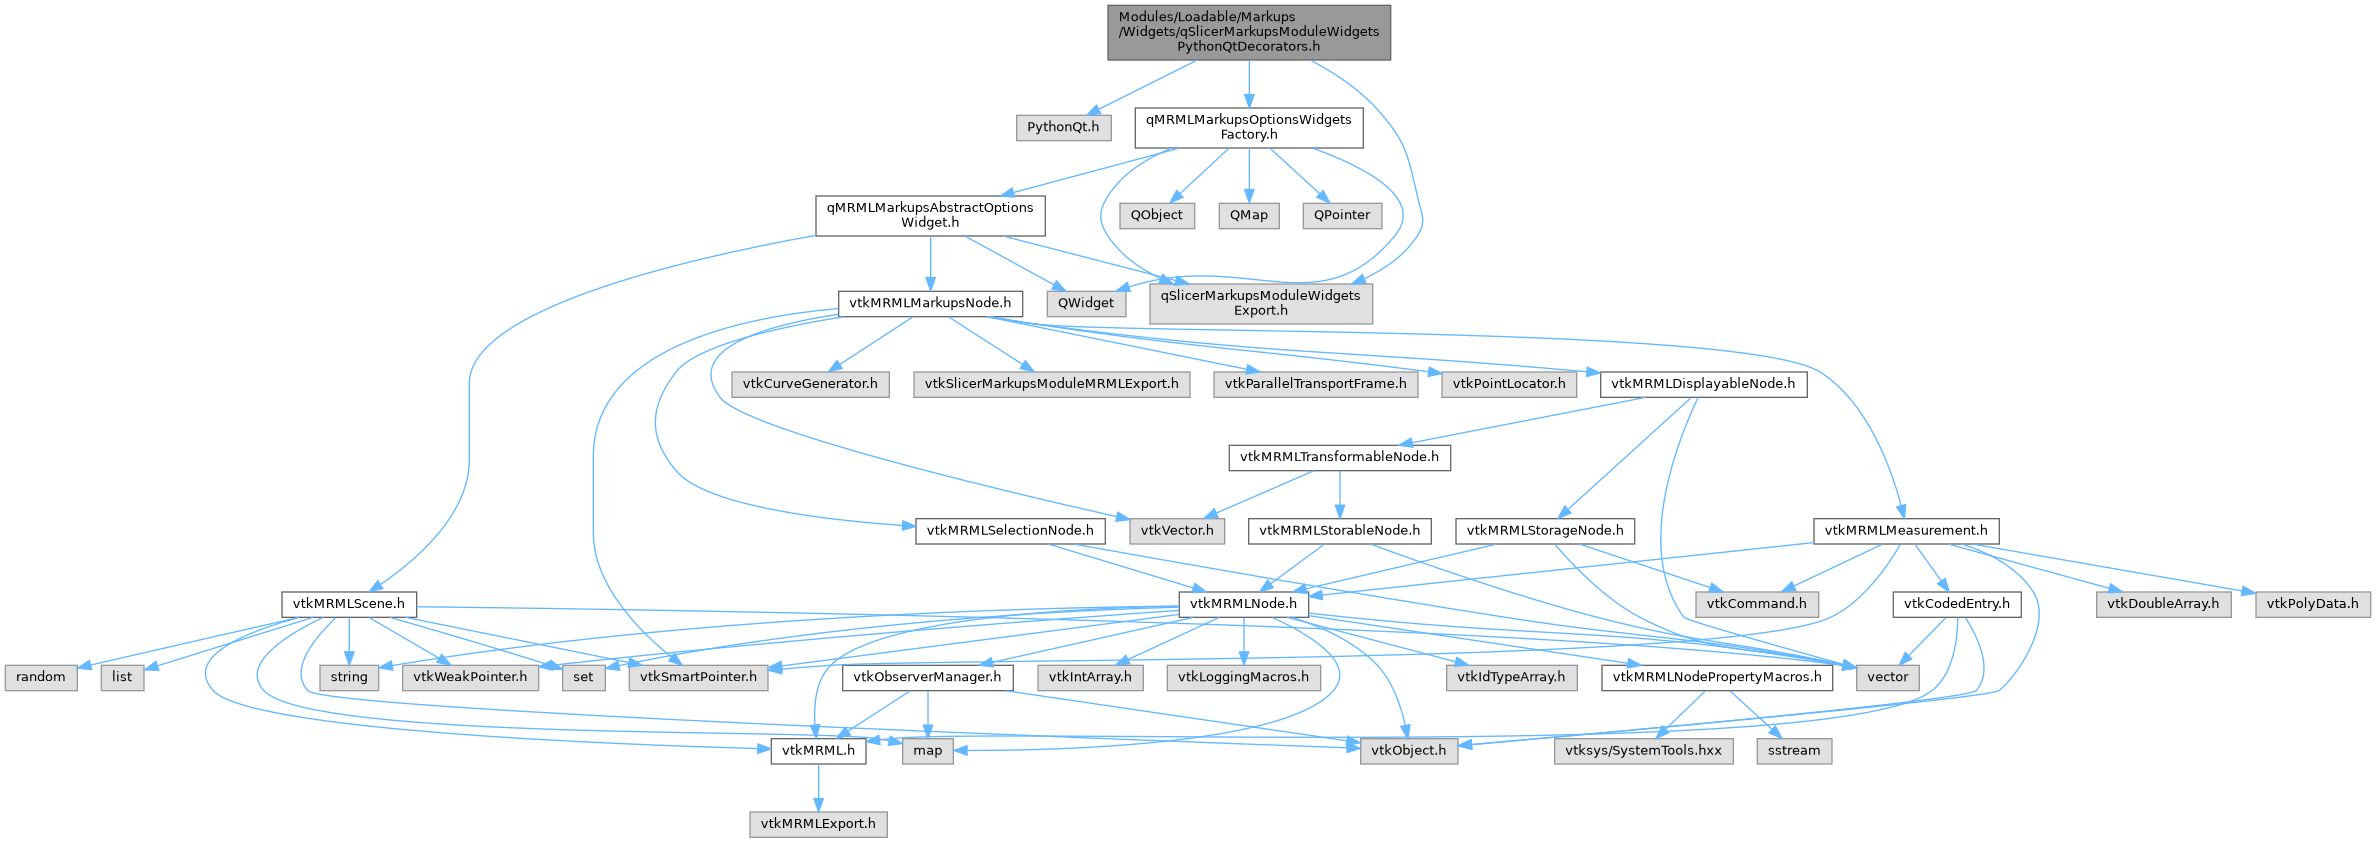 Modules/Loadable/Markups
/Widgets/qSlicerMarkupsModuleWidgets
PythonQtDecorators.h
PythonQt.h
qMRMLMarkupsOptionsWidgets
Factory.h
qMRMLMarkupsAbstractOptions
Widget.h
QObject
QMap
QPointer
vtkMRMLMarkupsNode.h
QWidget
qSlicerMarkupsModuleWidgets
Export.h
vtkCurveGenerator.h
vtkSlicerMarkupsModuleMRMLExport.h
vtkParallelTransportFrame.h
vtkPointLocator.h
vtkMRMLDisplayableNode.h
vtkMRMLTransformableNode.h
vtkMRMLSelectionNode.h
vtkVector.h
vtkMRMLStorableNode.h
vtkMRMLStorageNode.h
vtkMRMLMeasurement.h
vtkMRMLScene.h
vtkMRMLNode.h
vtkCommand.h
vtkCodedEntry.h
vtkDoubleArray.h
vtkPolyData.h
random
list
string
vtkWeakPointer.h
set
vtkSmartPointer.h
vtkObserverManager.h
vtkIntArray.h
vtkLoggingMacros.h
vtkIdTypeArray.h
vtkMRMLNodePropertyMacros.h
vector
vtkMRML.h
map
vtkObject.h
vtksys/SystemTools.hxx
sstream
vtkMRMLExport.h